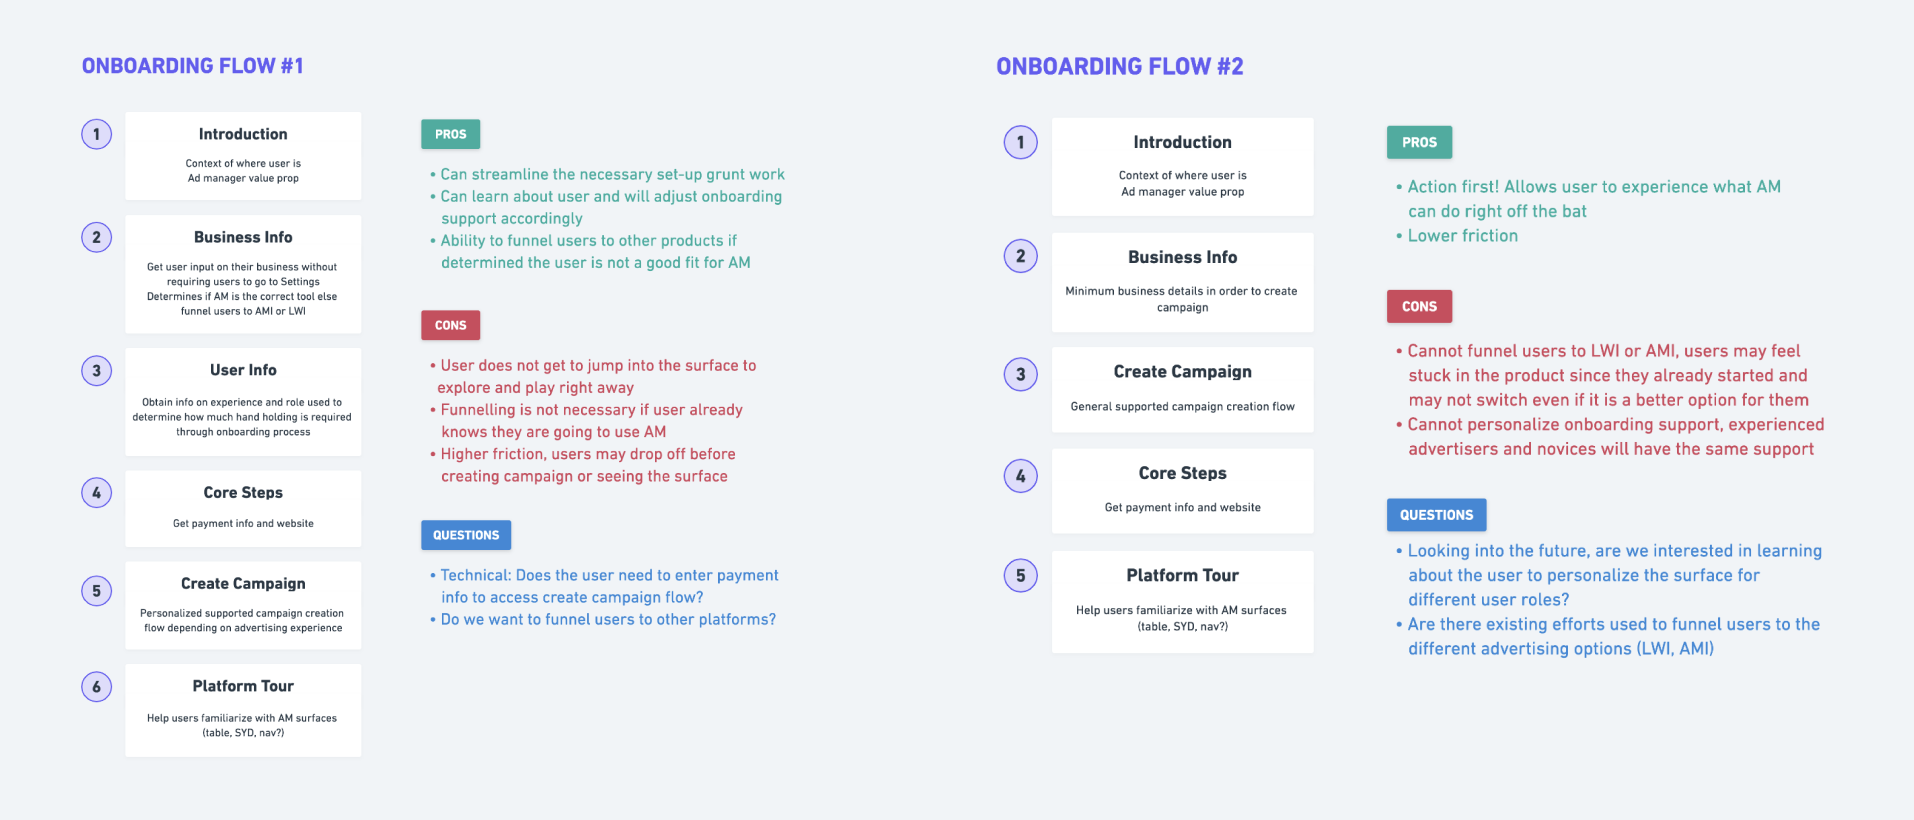 ONBOARDING FLOW #1
1
Introduction
Context of where user is
Ad manager value prop
2
Business Info
Get user input on their business without
requiring users to go to Settings
Determines if AM is the correct tool else
funnel users to AMI or LWI
3
User Info
Obtain info on experience and role used to
determine how much hand holding is required
through onboarding process
4
Core Steps
Get payment info and website
5
Create Campaign
Personalized supported campaign creation
flow depending on advertising experience
6
Platform Tour
Help users familiarize with AM surfaces
(table, SYD, nav?)
PROS
• Can streamline the necessary set-up grunt work
• Can learn about user and will adjust onboarding
support accordingly
• Ability to funnel users to other products if
determined the user is not a good fit for AM
CONS
• User does not get to jump into the surface to
explore and play right away
• Funnelling is not necessary if user already
knows they are going to use AM
• Higher friction, users may drop off before
creating campaign or seeing the surface
QUESTIONS
• Technical: Does the user need to enter payment
info to access create campaign flow?
• Do we want to funnel users to other platforms?
ONBOARDING FLOW #2
1
Introduction
Context of where user is
Ad manager value prop
2
Business Info
Minimum business details in order to create
campaign
3
Create Campaign
General supported campaign creation flow
4
Core Steps
Get payment info and website
5
Platform Tour
Help users familiarize with AM surfaces
(table, SYD, nav?)
PROS
• Action first! Allows user to experience what AM
can do right off the bat
• Lower friction
CONS
• Cannot funnel users to LWI or AMI, users may feel
stuck in the product since they already started and
may not switch even if it is a better option for them
• Cannot personalize onboarding support, experienced
advertisers and novices will have the same support
QUESTIONS
• Looking into the future, are we interested in learning
about the user to personalize the surface for
different user roles?
• Are there existing efforts used to funnel users to the
different advertising options (LWI, AMI)